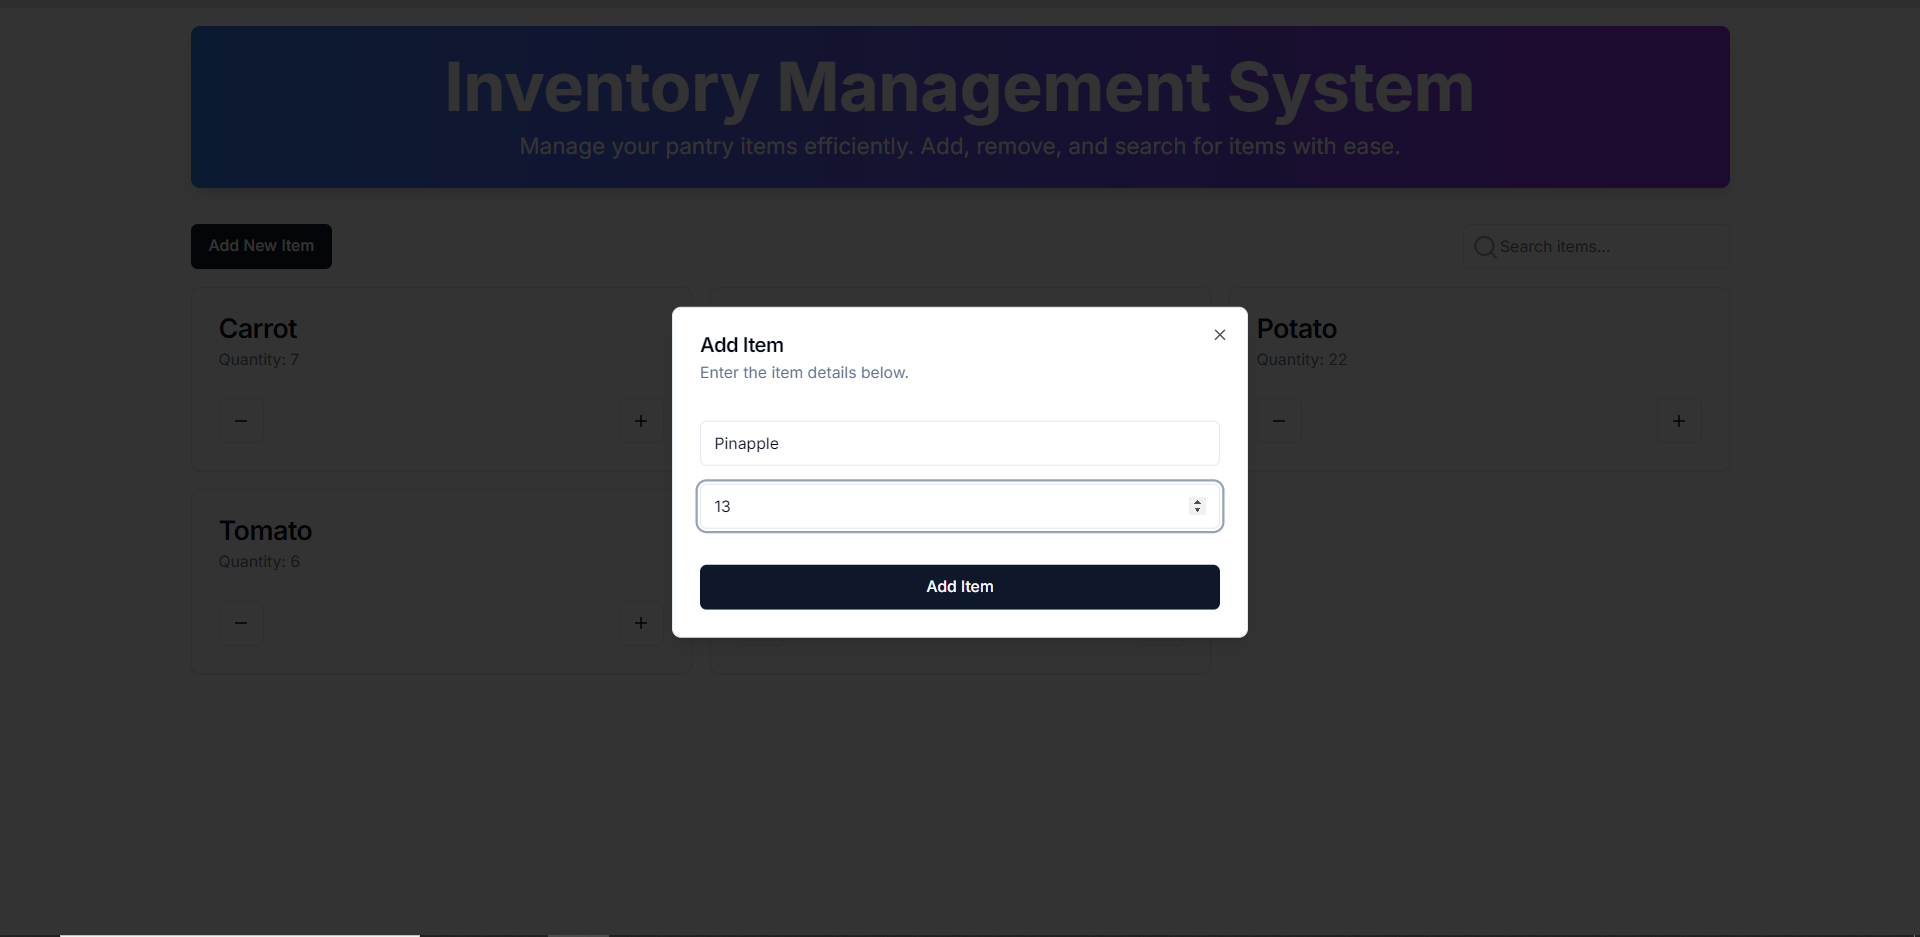 Inventory Management System
Manage your pantry items efficiently. Add, remove, and search for items with ease.
Add New Item
Search items...
Carrot
Quantity: 7
Potato
Quantity: 22
Tomato
Quantity: 6
Add Item
Enter the item details below.
Pinapple
13
Add Item